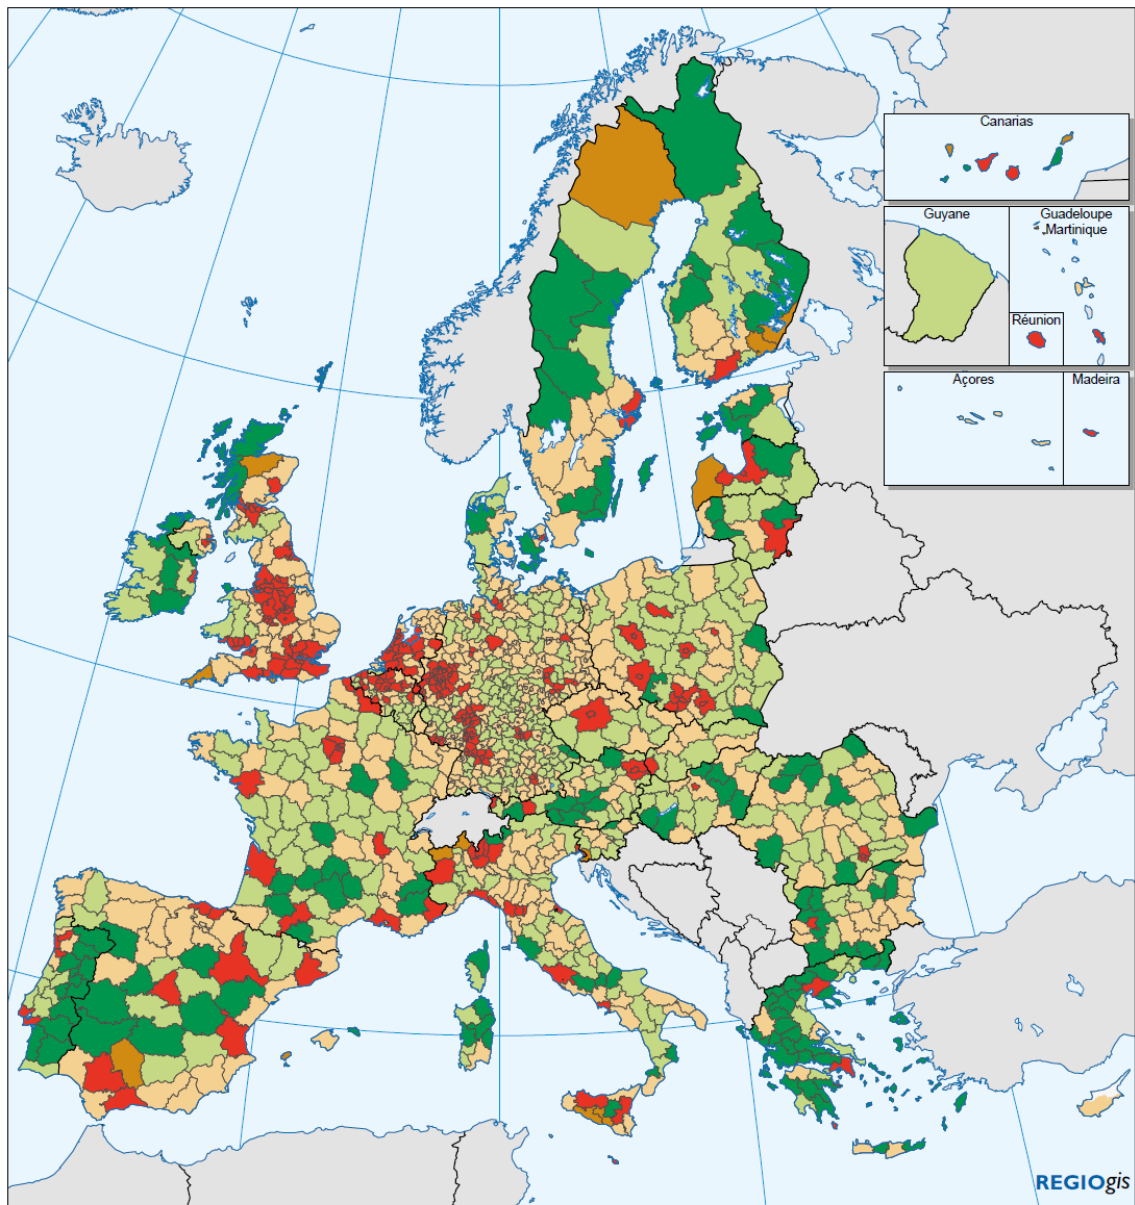 Canarias
Guyane
Guadeloupe
Martinique
Réunion
Açores
Madeira
REGIOgis